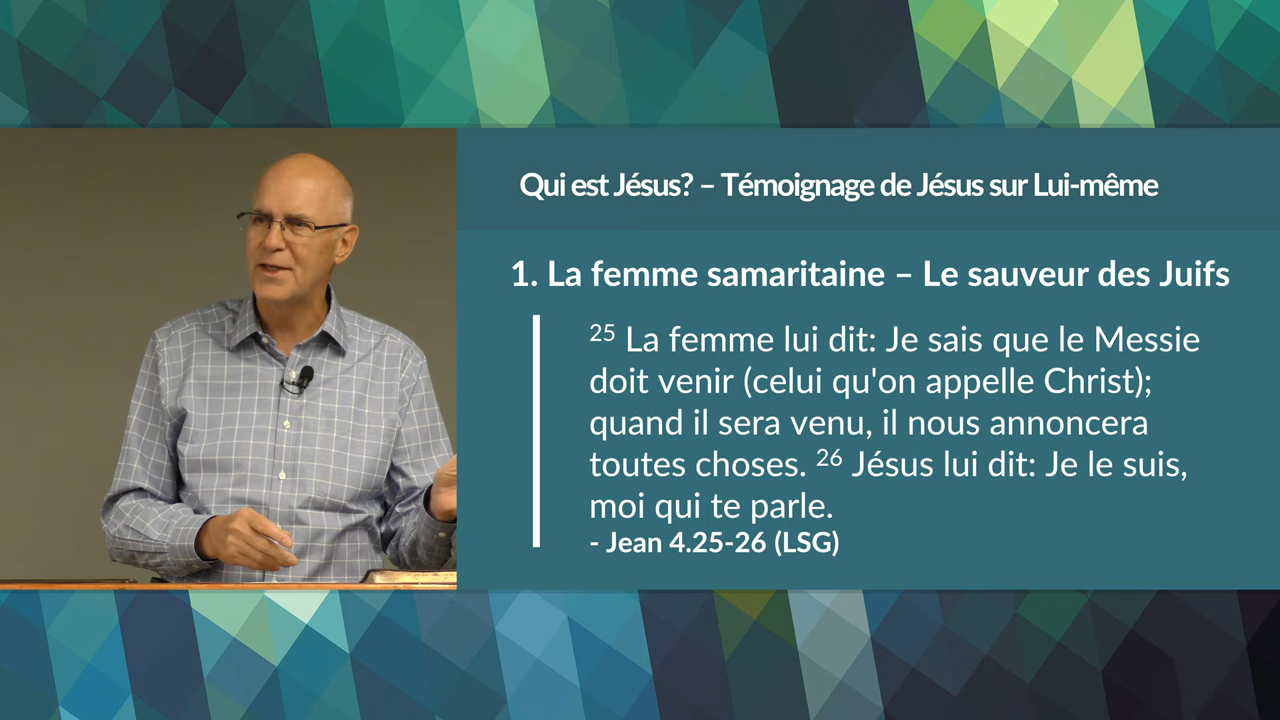 Qui est Jésus? – Témoignage de Jésus sur Lui-même
1. La femme samaritaine – Le sauveur des Juifs
25 La femme lui dit: Je sais que le Messie
doit venir (celui qu'on appelle Christ);
quand il sera venu, il nous annoncera
toutes choses. 26 Jésus lui dit: Je le suis,
moi qui te parle.
- Jean 4.25-26 (LSG)